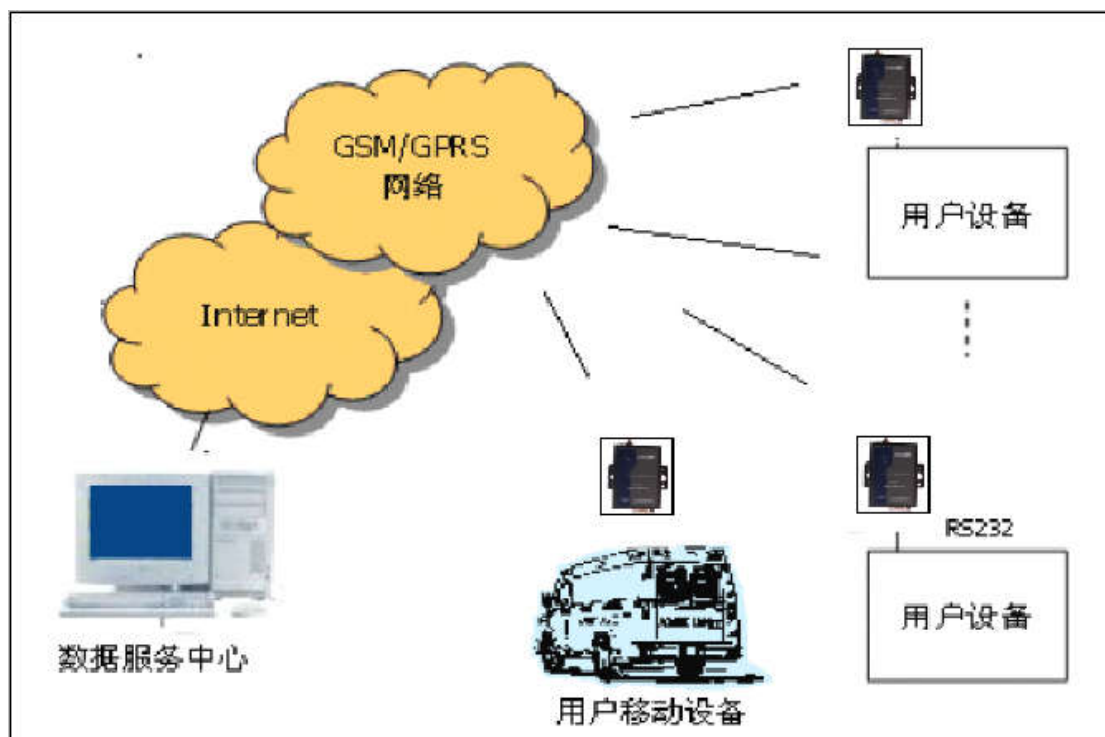 GSM/GPRS
网络
用户设备
Internet
RS232
用户设备
数据服务中心
用户移动设备